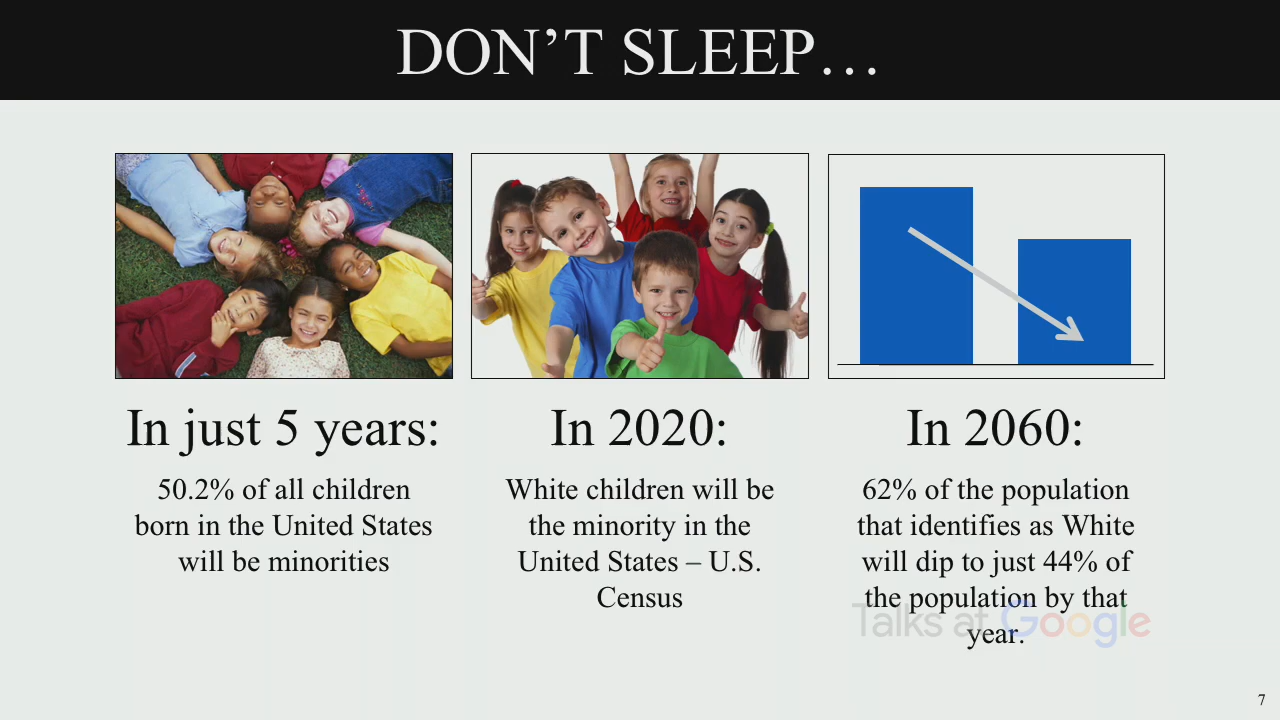 DON’T SLEEP…
In just 5 years:
50.2% of all children
born in the United States
will be minorities
In 2020:
White children will be
the minority in the
United States – U.S.
Census
In 2060:
62% of the population
that identifies as White
will dip to just 44% of
the population by that
year.
Talks at Google
7